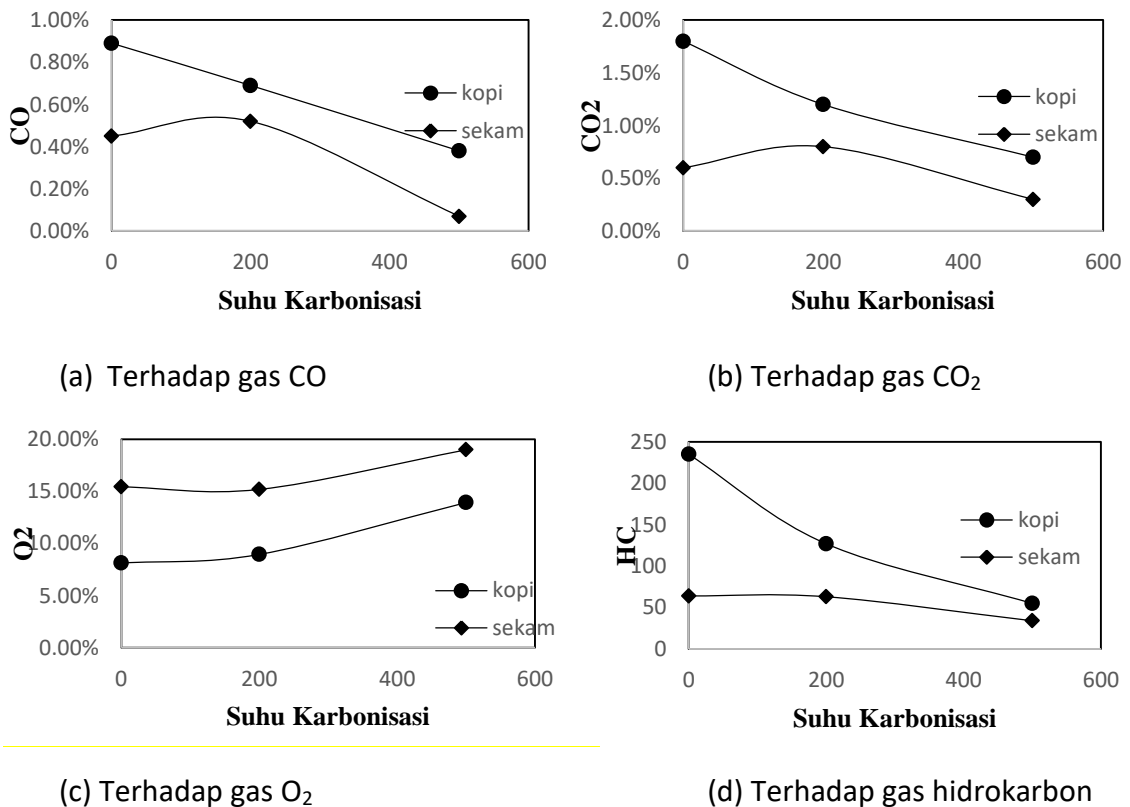 1.00%
0.80%
0.60%
0.40%
0.20%
0.00%
CO
kopi
sekam
0 200 400 600
Suhu Karbonisasi
(a) Terhadap gas CO
2.00%
1.50%
1.00%
0.50%
0.00%
CO2
kopi
sekam
0 200 400 600
Suhu Karbonisasi
(b) Terhadap gas CO₂
20.00%
15.00%
10.00%
5.00%
0.00%
O2
kopi
sekam
0 200 400 600
Suhu Karbonisasi
(c) Terhadap gas O₂
250
200
150
100
50
0
HC
kopi
sekam
0 200 400 600
Suhu Karbonisasi
(d) Terhadap gas hidrokarbon